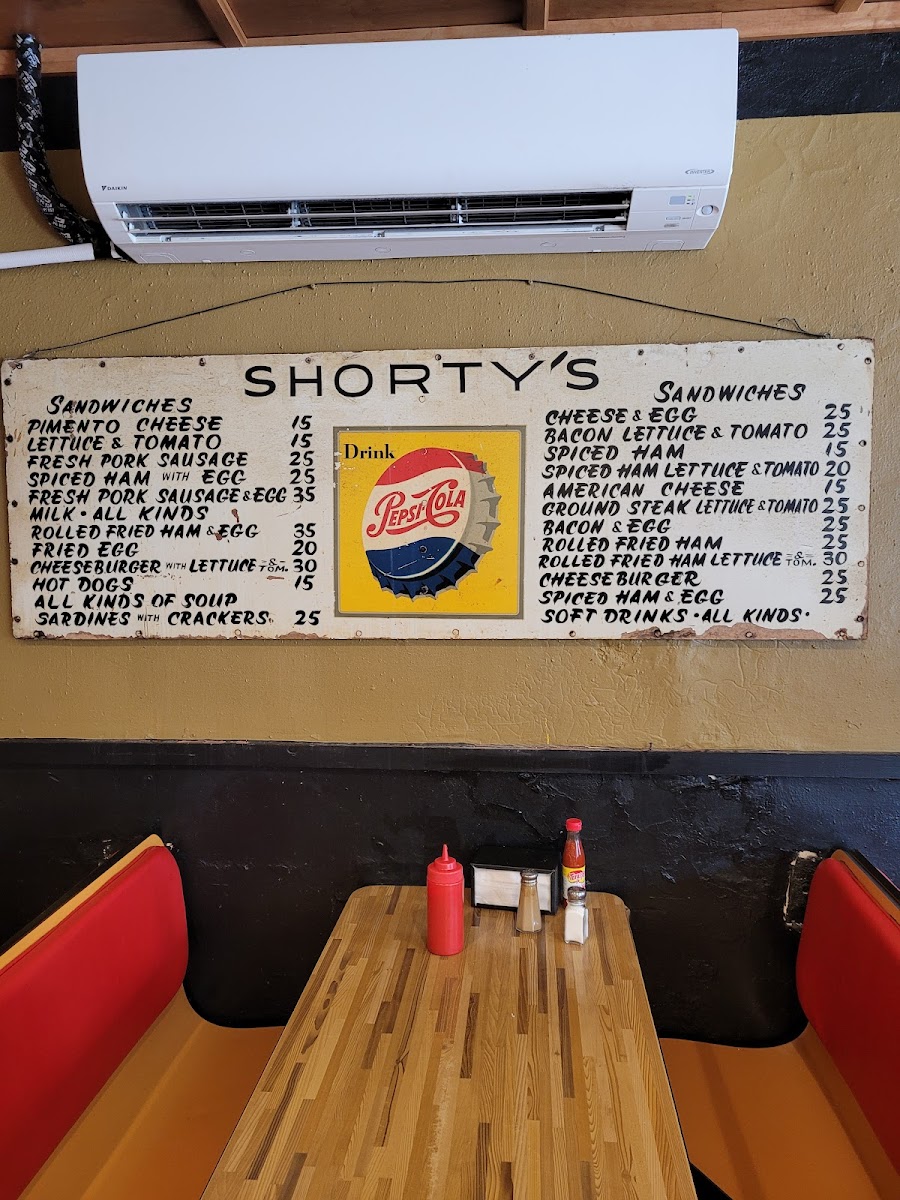 DAIKIN
INVERTER
SHORTY'S
SANDWICHES
PIMENTO CHEESE 15
LETTUCE & TOMATO 15
FRESH PORK SAUSAGE 25
SPICED HAM WITH EGG 25
FRESH PORK SAUSAGE & EGG 35
MILK • ALL KINDS
ROLLED FRIED HAM & EGG 35
FRIED EGG 20
CHEESEBURGER WITH LETTUCE & TOM. 30
HOT DOGS 15
ALL KINDS OF SOUP
SARDINES WITH CRACKERS. 25
Drink
PEPSI-COLA
SANDWICHES
CHEESE & EGG 25
BACON LETTUCE & TOMATO 25
SPICED HAM 15
SPICED HAM LETTUCE & TOMATO 20
AMERICAN CHEESE 15
GROUND STEAK LETTUCE & TOMATO 25
BACON & EGG 25
ROLLED FRIED HAM 25
ROLLED FRIED HAM LETTUCE & TOM. 30
CHEESEBURGER 25
SPICED HAM & EGG 25
SOFT DRINKS • ALL KINDS •